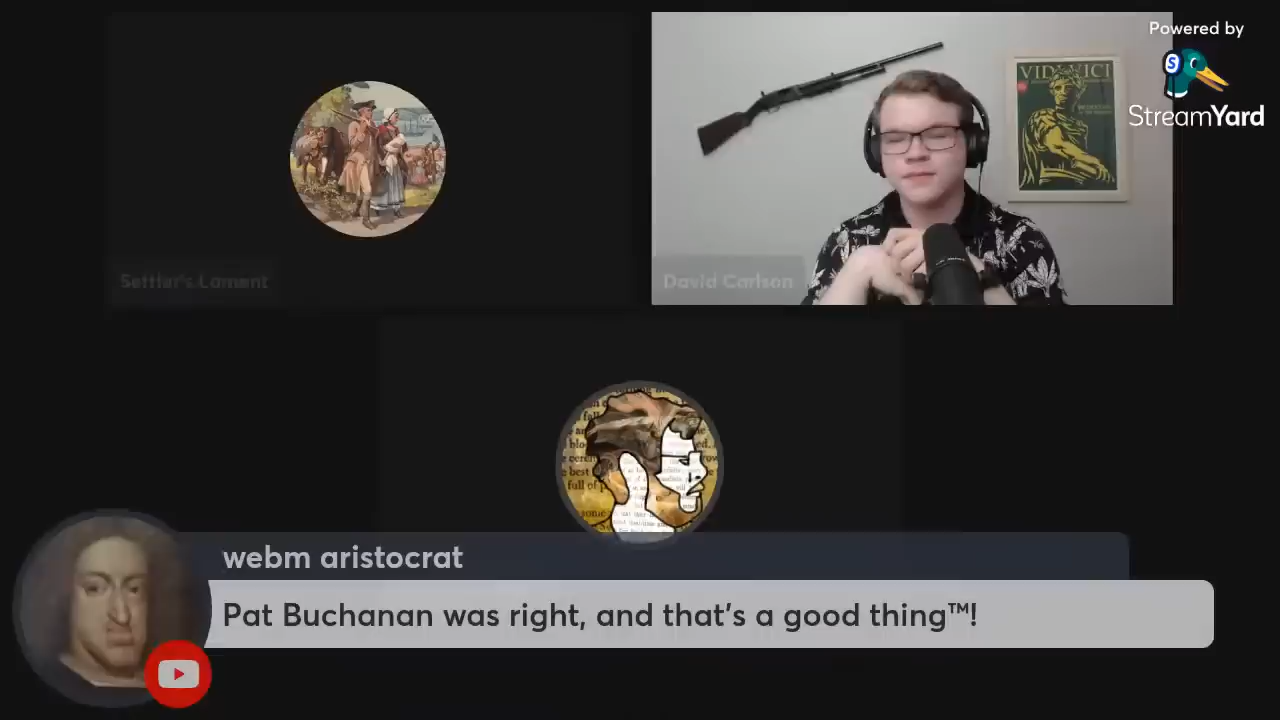 Powered by
S
StreamYard
VIDI VICI
Settler's Lament
David Carlson
webm aristocrat
Pat Buchanan was right, and that's a good thing™!